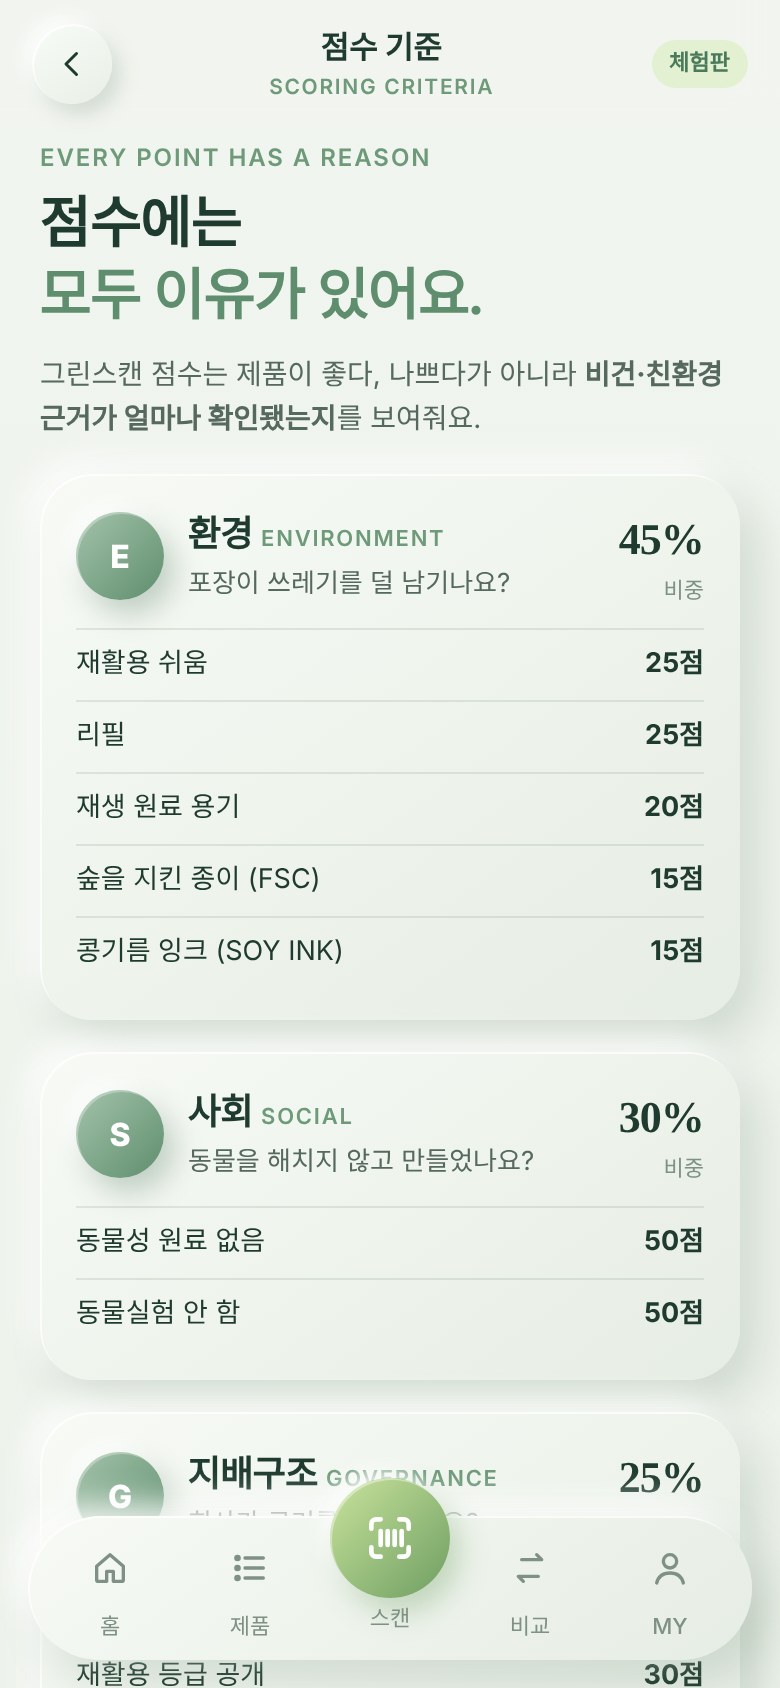 점수 기준
SCORING CRITERIA
체험판
EVERY POINT HAS A REASON
점수에는
모두 이유가 있어요.
그린스캔 점수는 제품이 좋다, 나쁘다가 아니라 비건·친환경
근거가 얼마나 확인됐는지를 보여줘요.
E
환경 ENVIRONMENT
45%
포장이 쓰레기를 덜 남기나요?
비중
재활용 쉬움 25점
리필 25점
재생 원료 용기 20점
숲을 지킨 종이 (FSC) 15점
콩기름 잉크 (SOY INK) 15점
S
사회 SOCIAL
30%
동물을 해치지 않고 만들었나요?
비중
동물성 원료 없음 50점
동물실험 안 함 50점
G
지배구조 GOVERNANCE
25%
홈
제품
스캔
비교
MY
재활용 등급 공개 30점